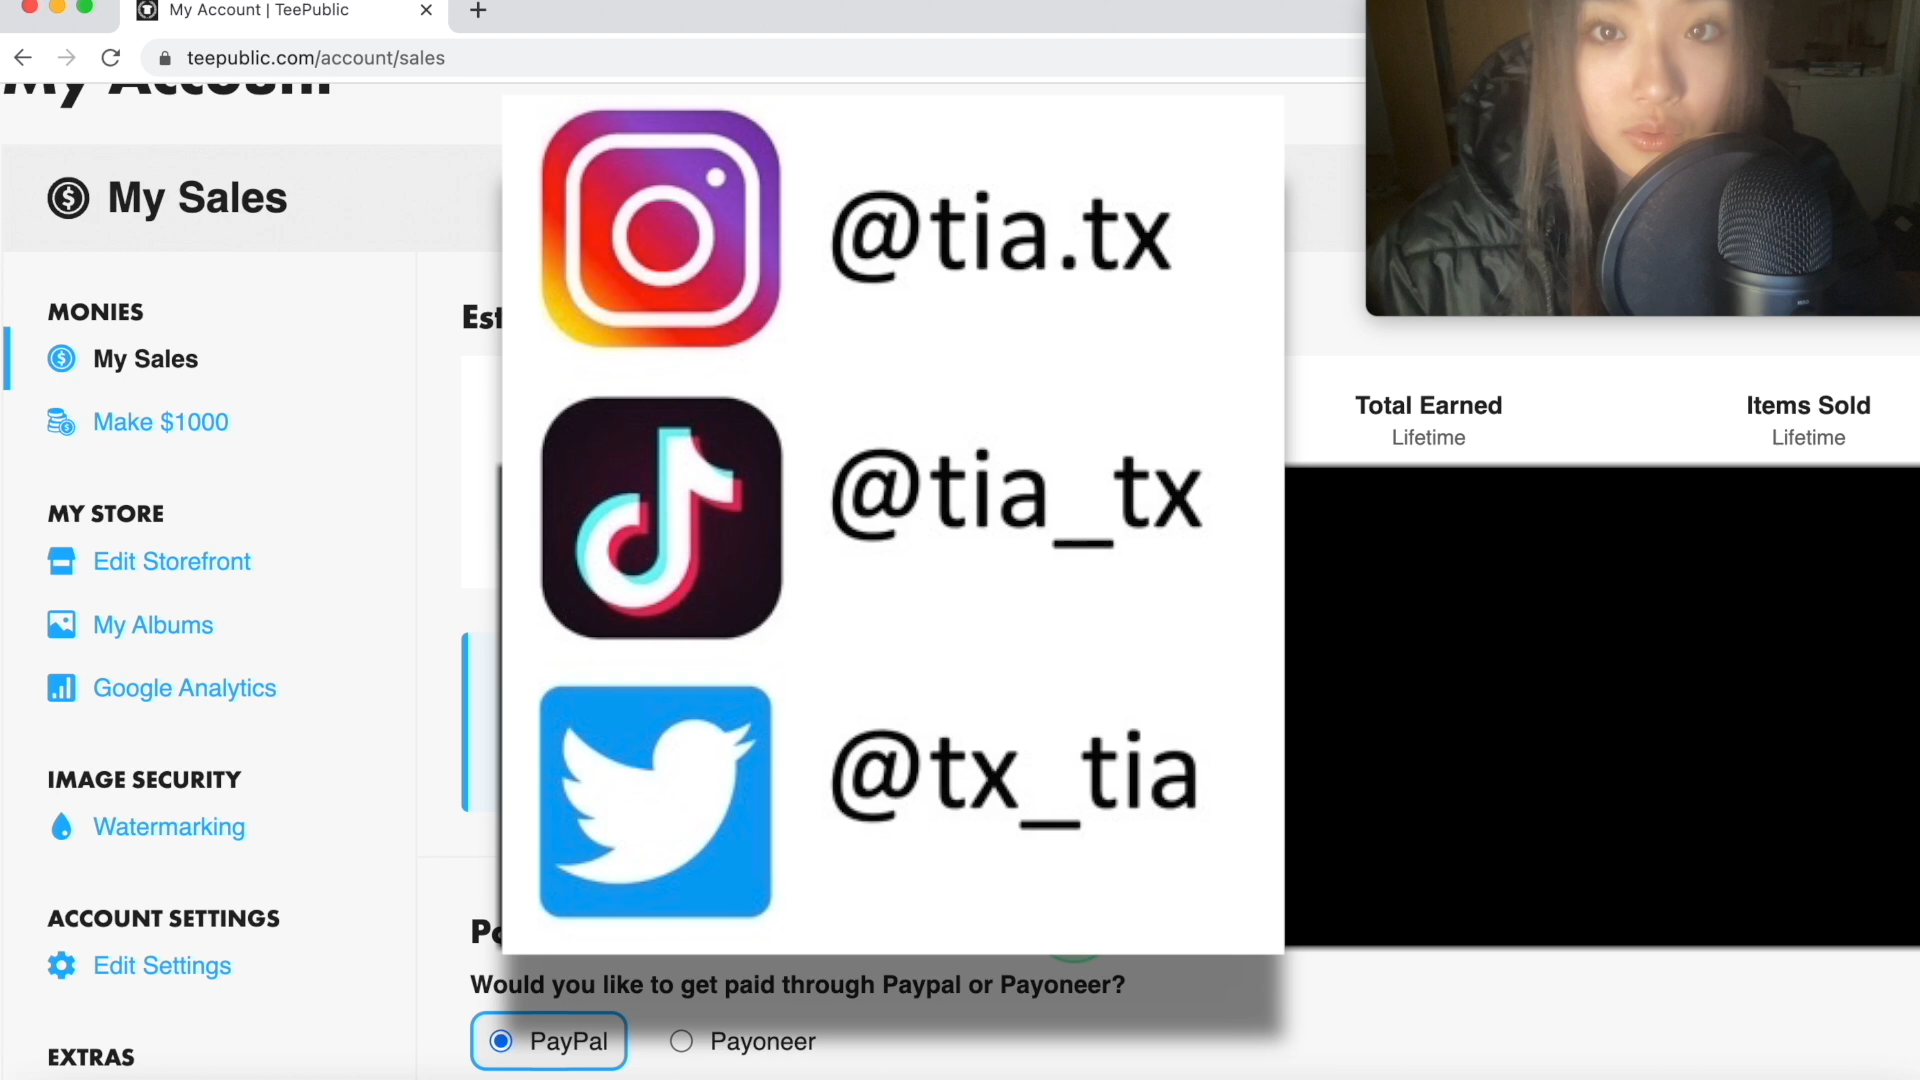 My Account | TeePublic
teepublic.com/account/sales
My Account
My Sales
MONIES
My Sales
Make $1000
MY STORE
Edit Storefront
My Albums
Google Analytics
IMAGE SECURITY
Watermarking
ACCOUNT SETTINGS
Edit Settings
EXTRAS
@tia.tx
@tia_tx
@tx_tia
Total Earned
Lifetime
Items Sold
Lifetime
Would you like to get paid through Paypal or Payoneer?
PayPal
Payoneer